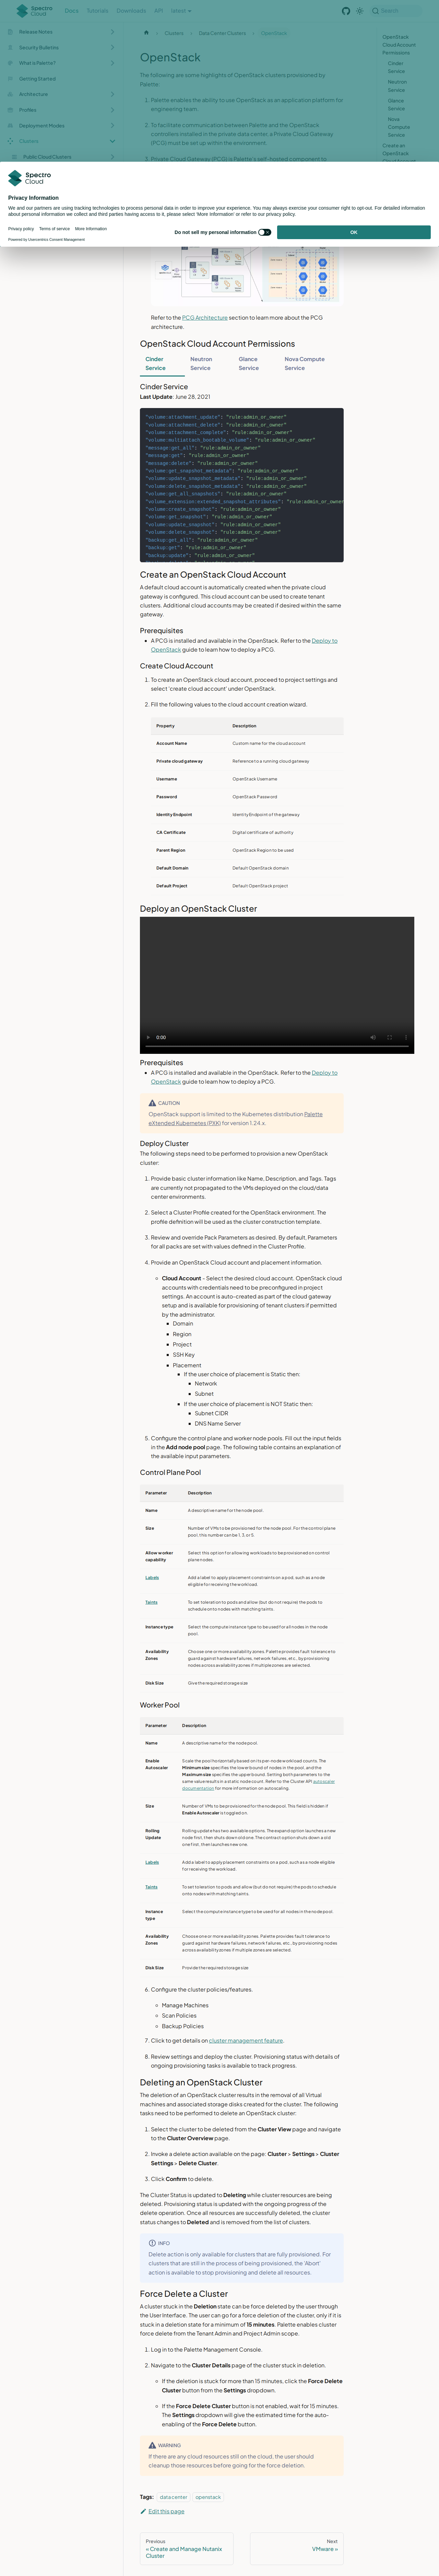 Spectro Cloud
Docs
Tutorials
Downloads
API
latest
Search
Release Notes
Security Bulletins
What is Palette?
Getting Started
Architecture
Profiles
Deployment Modes
Clusters
Public Cloud Clusters
Clusters
Data Center Clusters
OpenStack
OpenStack
The following are some highlights of OpenStack clusters provisioned by
Palette:
1. Palette enables the ability to use OpenStack as an application platform for
engineering team.
2. To facilitate communication between Palette and the OpenStack
controllers installed in the private data center, a Private Cloud Gateway
(PCG) must be set up within the environment.
3. Private Cloud Gateway (PCG) is Palette's self-hosted component to
OpenStack
Cloud Account
Permissions
Cinder
Service
Neutron
Service
Glance
Service
Nova
Compute
Service
Create an
OpenStack
Cloud Account
Spectro Cloud
Privacy Information
We and our partners are using tracking technologies to process personal data in order to improve your experience. You may always exercise your consumer right to opt-out. For detailed
information about personal information we collect and third parties having access to it, please select 'More Information' or refer to our privacy policy.
Privacy policy
Terms of service
More Information
Powered by Usercentrics Consent Management
Do not sell my personal information
OK
Refer to the PCG Architecture section to learn more about the PCG
architecture.
OpenStack Cloud Account Permissions
Cinder Service
Neutron Service
Glance Service
Nova Compute Service
Cinder Service
Last Update: June 28, 2021
"volume:attachment_update": "rule:admin_or_owner"
"volume:attachment_delete": "rule:admin_or_owner"
"volume:attachment_complete": "rule:admin_or_owner"
"volume:multiattach_bootable_volume": "rule:admin_or_owner"
"message:get_all": "rule:admin_or_owner"
"message:get": "rule:admin_or_owner"
"message:delete": "rule:admin_or_owner"
"volume:get_snapshot_metadata": "rule:admin_or_owner"
"volume:update_snapshot_metadata": "rule:admin_or_owner"
"volume:delete_snapshot_metadata": "rule:admin_or_owner"
"volume:get_all_snapshots": "rule:admin_or_owner"
"volume_extension:extended_snapshot_attributes": "rule:admin_or_owner"
"volume:create_snapshot": "rule:admin_or_owner"
"volume:get_snapshot": "rule:admin_or_owner"
"volume:update_snapshot": "rule:admin_or_owner"
"volume:delete_snapshot": "rule:admin_or_owner"
"backup:get_all": "rule:admin_or_owner"
"backup:get": "rule:admin_or_owner"
"backup:update": "rule:admin_or_owner"
Create an OpenStack Cloud Account
A default cloud account is automatically created when the private cloud
gateway is configured. This cloud account can be used to create tenant
clusters. Additional cloud accounts may be created if desired within the same
gateway.
Prerequisites
• A PCG is installed and available in the OpenStack. Refer to the Deploy to
OpenStack guide to learn how to deploy a PCG.
Create Cloud Account
1. To create an OpenStack cloud account, proceed to project settings and
select 'create cloud account' under OpenStack.
2. Fill the following values to the cloud account creation wizard.
Property Description
Account Name Custom name for the cloud account
Private cloud gateway Reference to a running cloud gateway
Username OpenStack Username
Password OpenStack Password
Identity Endpoint Identity Endpoint of the gateway
CA Certificate Digital certificate of authority
Parent Region OpenStack Region to be used
Default Domain Default OpenStack domain
Default Project Default OpenStack project
Deploy an OpenStack Cluster
0:00
Prerequisites
• A PCG is installed and available in the OpenStack. Refer to the Deploy to
OpenStack guide to learn how to deploy a PCG.
CAUTION
OpenStack support is limited to the Kubernetes distribution Palette
eXtended Kubernetes (PXK) for version 1.24.x.
Deploy Cluster
The following steps need to be performed to provision a new OpenStack
cluster:
1. Provide basic cluster information like Name, Description, and Tags. Tags
are currently not propagated to the VMs deployed on the cloud/data
center environments.
2. Select a Cluster Profile created for the OpenStack environment. The
profile definition will be used as the cluster construction template.
3. Review and override Pack Parameters as desired. By default, Parameters
for all packs are set with values defined in the Cluster Profile.
4. Provide an OpenStack Cloud account and placement information.
Cloud Account - Select the desired cloud account. OpenStack cloud
accounts with credentials need to be preconfigured in project
settings. An account is auto-created as part of the cloud gateway
setup and is available for provisioning of tenant clusters if permitted
by the administrator.
Domain
Region
Project
SSH Key
Placement
If the user choice of placement is Static then:
Network
Subnet
If the user choice of placement is NOT Static then:
Subnet CIDR
DNS Name Server
5. Configure the control plane and worker node pools. Fill out the input fields
in the Add node pool page. The following table contains an explanation of
the available input parameters.
Control Plane Pool
Parameter Description
Name A descriptive name for the node pool.
Size Number of VMs to be provisioned for the node pool. For the control plane
pool, this number can be 1, 3, or 5.
Allow worker capability Select this option for allowing workloads to be provisioned on control
plane nodes.
Labels Add a label to apply placement constraints on a pod, such as a node
eligible for receiving the workload.
Taints To set toleration to pods and allow (but do not require) the pods to
schedule onto nodes with matching taints.
Instance type Select the compute instance type to be used for all nodes in the node
pool.
Availability Zones Choose one or more availability zones. Palette provides fault tolerance to
guard against hardware failures, network failures, etc., by provisioning
nodes across availability zones if multiple zones are selected.
Disk Size Give the required storage size
Worker Pool
Parameter Description
Name A descriptive name for the node pool.
Enable Autoscaler Scale the pool horizontally based on its per-node workload counts. The
Minimum size specifies the lower bound of nodes in the pool, and the
Maximum size specifies the upper bound. Setting both parameters to the
same value results in a static node count. Refer to the Cluster API autoscaler
documentation for more information on autoscaling.
Size Number of VMs to be provisioned for the node pool. This field is hidden if
Enable Autoscaler is toggled on.
Rolling Update Rolling update has two available options. The expand option launches a new
node first, then shuts down old one. The contract option shuts down a old
one first, then launches new one.
Labels Add a label to apply placement constraints on a pod, such as a node eligible
for receiving the workload.
Taints To set toleration to pods and allow (but do not require) the pods to schedule
onto nodes with matching taints.
Instance type Select the compute instance type to be used for all nodes in the node pool.
Availability Zones Choose one or more availability zones. Palette provides fault tolerance to
guard against hardware failures, network failures, etc., by provisioning nodes
across availability zones if multiple zones are selected.
Disk Size Provide the required storage size
6. Configure the cluster policies/features.
Manage Machines
Scan Policies
Backup Policies
7. Click to get details on cluster management feature.
8. Review settings and deploy the cluster. Provisioning status with details of
ongoing provisioning tasks is available to track progress.
Deleting an OpenStack Cluster
The deletion of an OpenStack cluster results in the removal of all Virtual
machines and associated storage disks created for the cluster. The following
tasks need to be performed to delete an OpenStack cluster:
1. Select the cluster to be deleted from the Cluster View page and navigate
to the Cluster Overview page.
2. Invoke a delete action available on the page: Cluster > Settings > Cluster
Settings > Delete Cluster.
3. Click Confirm to delete.
The Cluster Status is updated to Deleting while cluster resources are being
deleted. Provisioning status is updated with the ongoing progress of the
delete operation. Once all resources are successfully deleted, the cluster
status changes to Deleted and is removed from the list of clusters.
INFO
Delete action is only available for clusters that are fully provisioned. For
clusters that are still in the process of being provisioned, the 'Abort'
action is available to stop provisioning and delete all resources.
Force Delete a Cluster
A cluster stuck in the Deletion state can be force deleted by the user through
the User Interface. The user can go for a force deletion of the cluster, only if it is
stuck in a deletion state for a minimum of 15 minutes. Palette enables cluster
force delete from the Tenant Admin and Project Admin scope.
1. Log in to the Palette Management Console.
2. Navigate to the Cluster Details page of the cluster stuck in deletion.
If the deletion is stuck for more than 15 minutes, click the Force Delete
Cluster button from the Settings dropdown.
If the Force Delete Cluster button is not enabled, wait for 15 minutes.
The Settings dropdown will give the estimated time for the auto-
enabling of the Force Delete button.
WARNING
If there are any cloud resources still on the cloud, the user should
cleanup those resources before going for the force deletion.
Tags:
data center
openstack
Edit this page
Previous
« Create and Manage Nutanix
Cluster
Next
VMware »